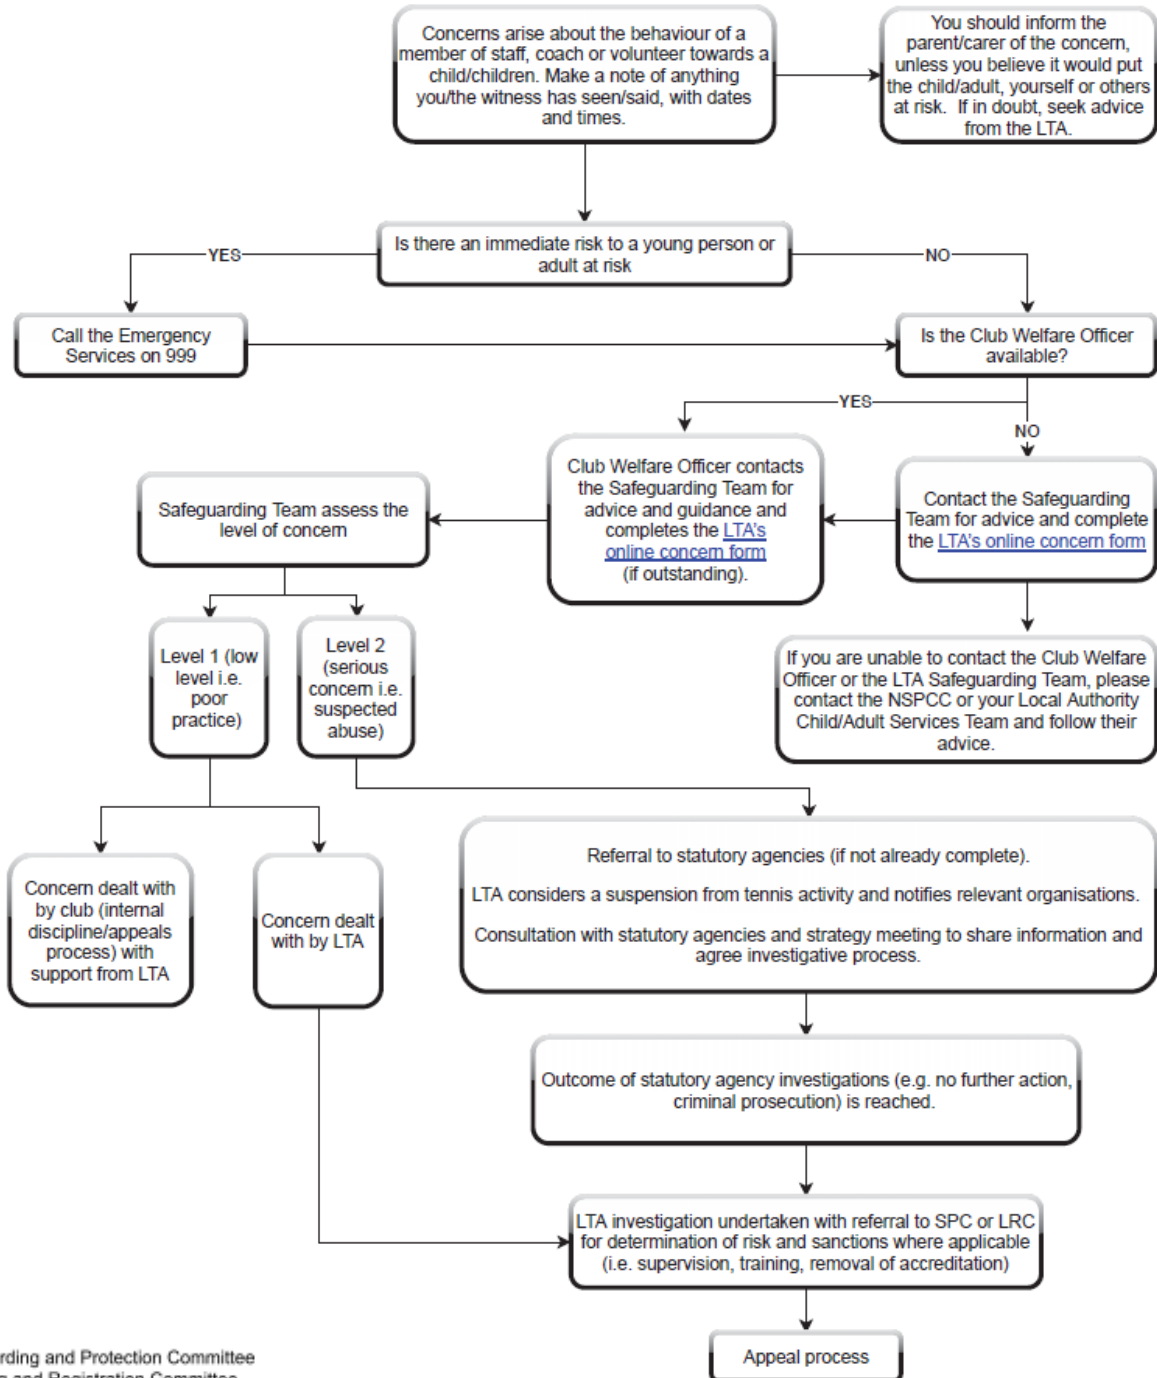 Concerns arise about the behaviour of a
member of staff, coach or volunteer towards a
child/children. Make a note of anything
you/the witness has seen/said, with dates
and times.
You should inform the
parent/carer of the concern,
unless you believe it would put
the child/adult, yourself or others
at risk. If in doubt, seek advice
from the LTA.
Is there an immediate risk to a young person or
adult at risk
YES
NO
Call the Emergency
Services on 999
Is the Club Welfare Officer
available?
YES
NO
Club Welfare Officer contacts
the Safeguarding Team for
advice and guidance and
completes the LTA's
online concern form
(if outstanding).
Contact the Safeguarding
Team for advice and complete
the LTA's online concern form
Safeguarding Team assess the
level of concern
Level 1 (low
level i.e.
poor
practice)
Level 2
(serious
concern i.e.
suspected
abuse)
If you are unable to contact the Club Welfare
Officer or the LTA Safeguarding Team, please
contact the NSPCC or your Local Authority
Child/Adult Services Team and follow their
advice.
Concern dealt with
by club (internal
discipline/appeals
process) with
support from LTA
Concern dealt
with by LTA
Referral to statutory agencies (if not already complete).
LTA considers a suspension from tennis activity and notifies relevant organisations.
Consultation with statutory agencies and strategy meeting to share information and
agree investigative process.
Outcome of statutory agency investigations (e.g. no further action,
criminal prosecution) is reached.
LTA investigation undertaken with referral to SPC or LRC
for determination of risk and sanctions where applicable
(i.e. supervision, training, removal of accreditation)
Appeal process
rding and Protection Committee
and Registration Committee